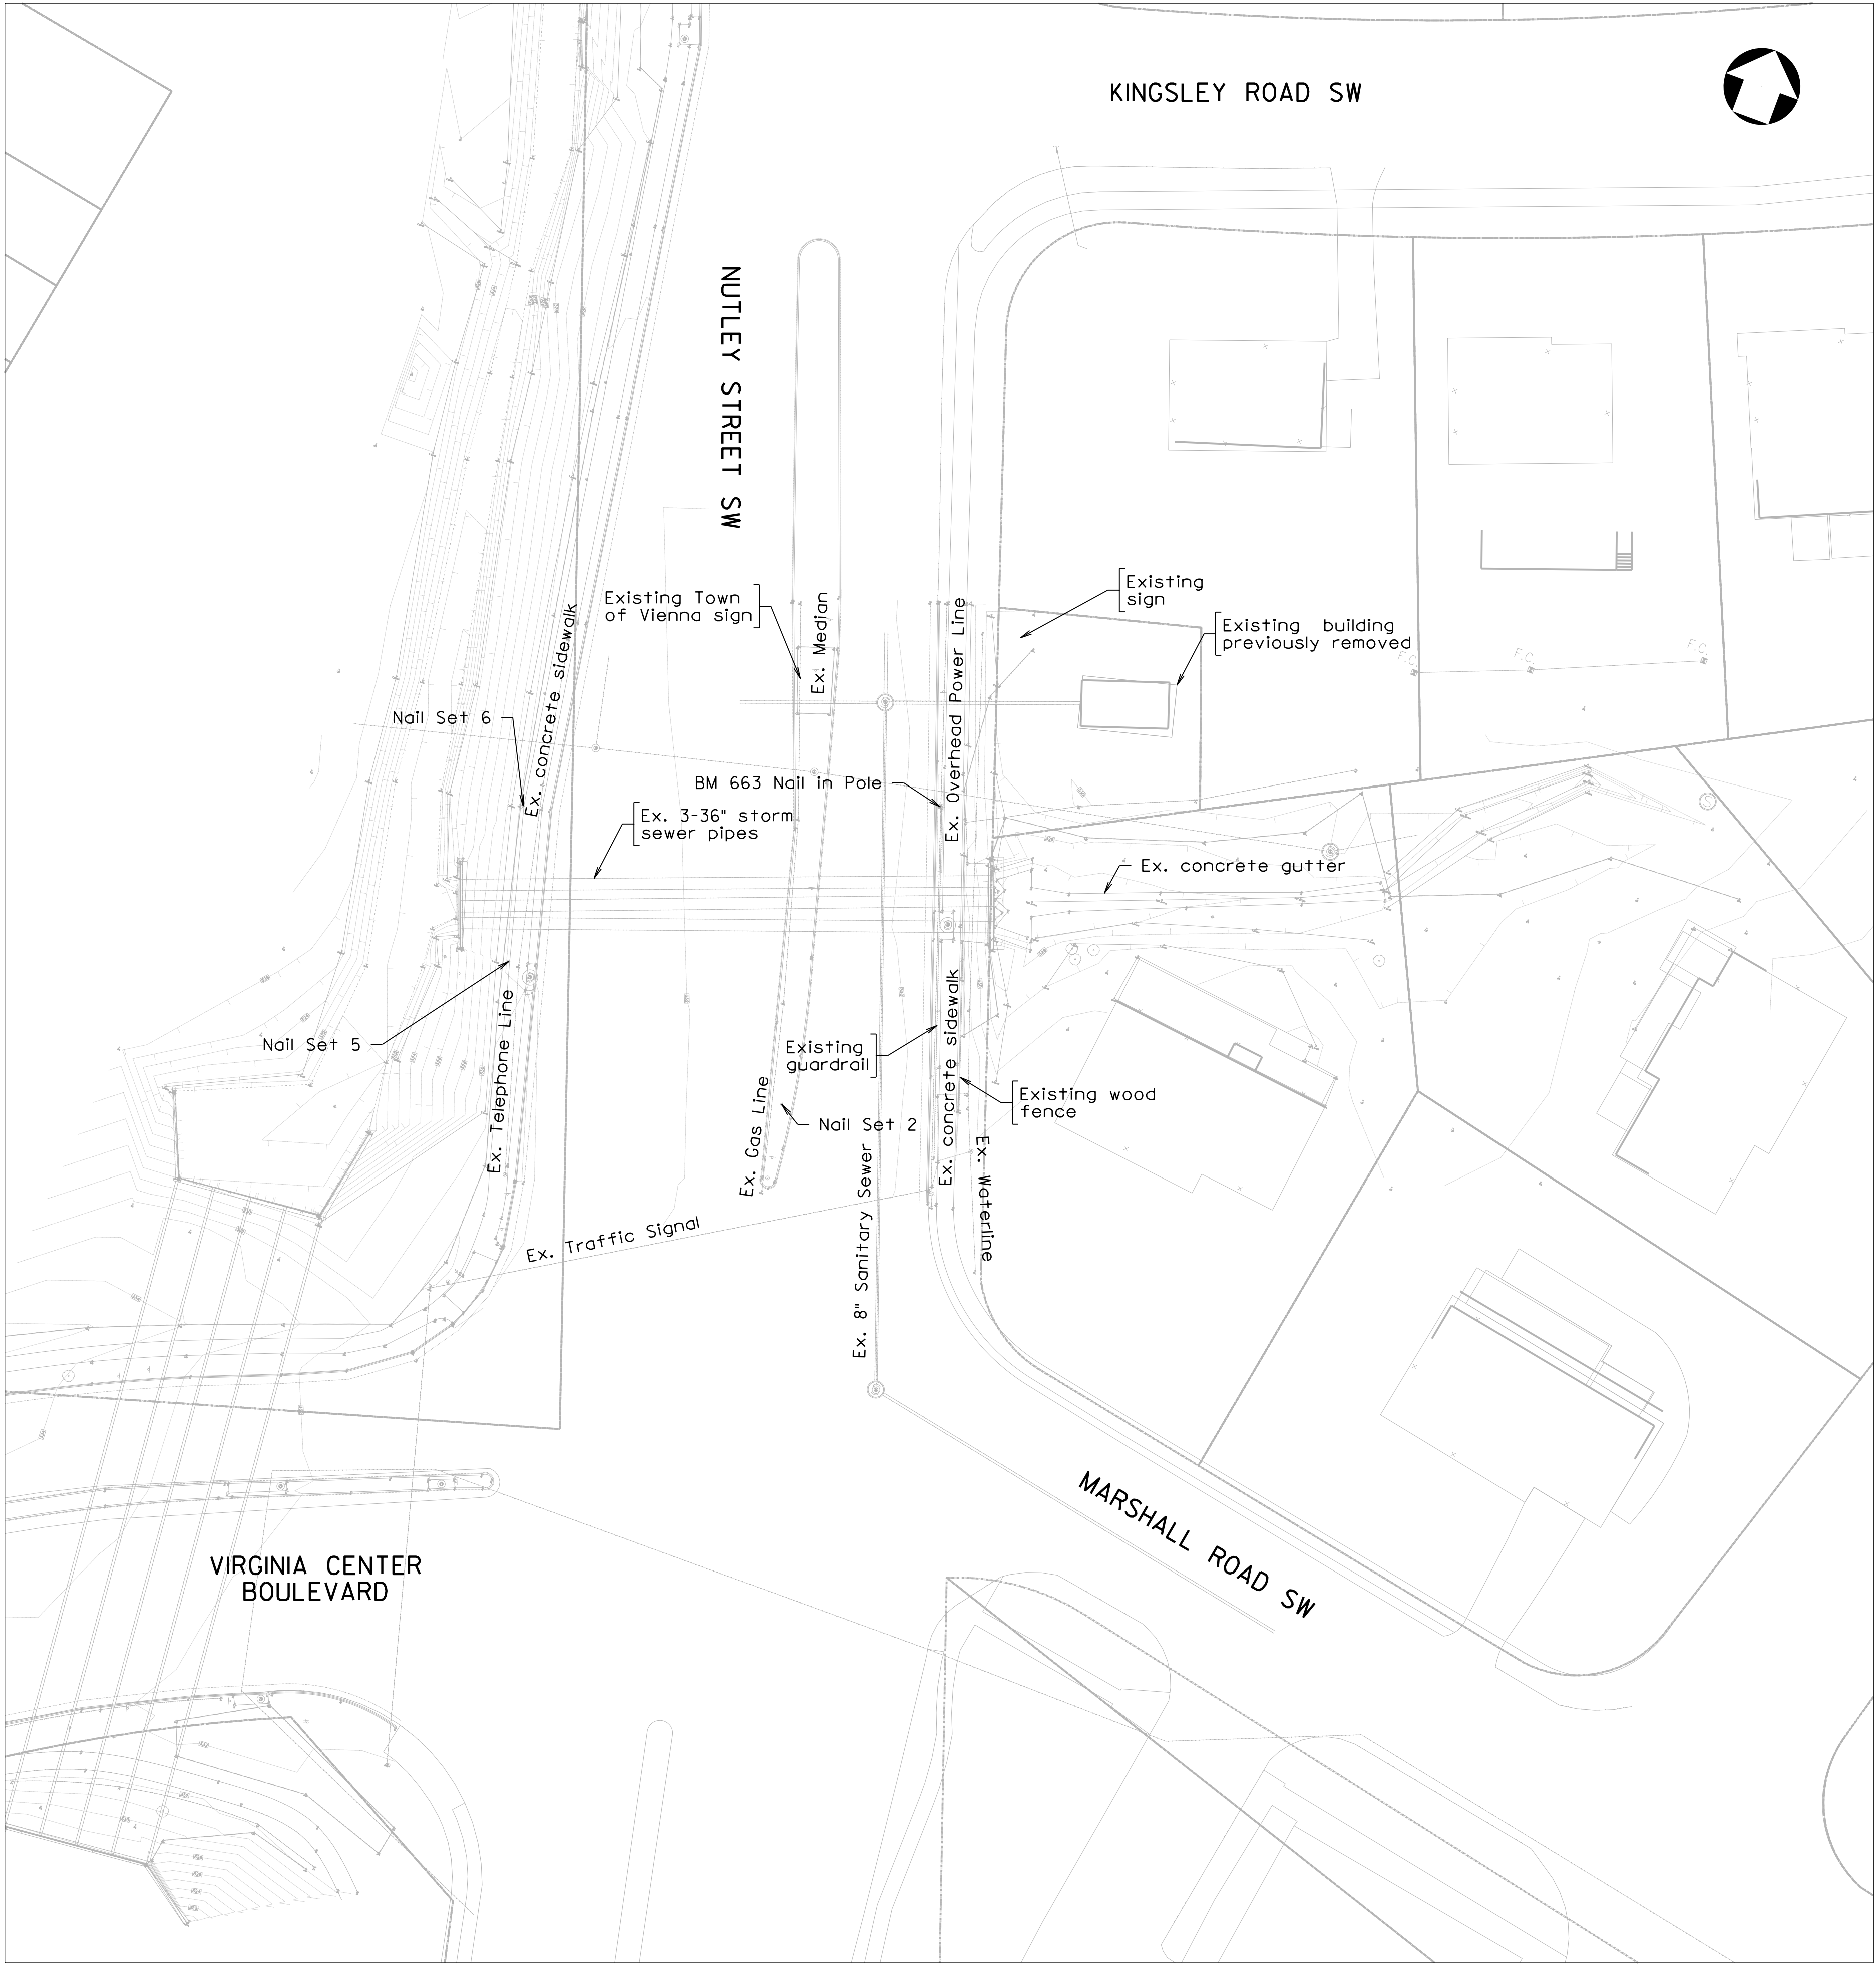 KINGSLEY ROAD SW
NUTLEY STREET SW
Existing
sign
Existing Town
of Vienna sign
Ex. Median
Ex. Overhead Power Line
Existing building
previously removed
F.C.
F.C.
F.C.
Ex. concrete sidewalk
Nail Set 6
BM 663 Nail in Pole
Ex. 3-36" storm
sewer pipes
Ex. concrete gutter
S
Nail Set 5
Ex. Telephone Line
Existing
guardrail
Ex. concrete sidewalk
Existing wood
fence
Ex. Gas Line
Nail Set 2
Ex. Waterline
Ex. 8" Sanitary Sewer
Ex. Traffic Signal
MARSHALL ROAD SW
VIRGINIA CENTER
BOULEVARD